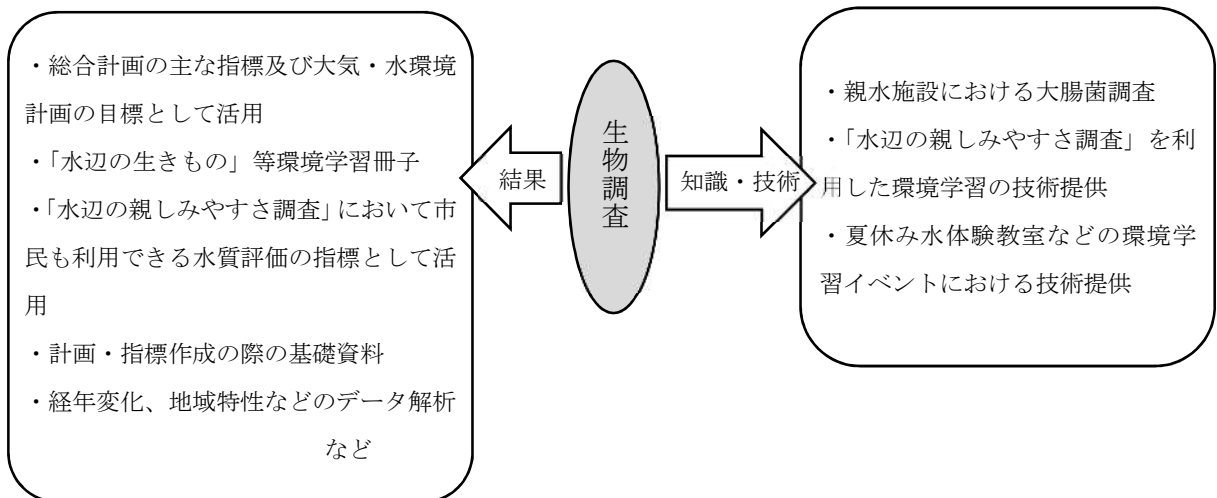 ・総合計画の主な指標及び大気・水環境
計画の目標として活用
・「水辺の生きもの」等環境学習冊子
・「水辺の親しみやすさ調査」において市
民も利用できる水質評価の指標として活
用
・計画・指標作成の際の基礎資料
・経年変化、地域特性などのデータ解析
など
結果
生物調査
知識・技術
・親水施設における大腸菌調査
・「水辺の親しみやすさ調査」を利
用した環境学習の技術提供
・夏休み水体験教室などの環境学
習イベントにおける技術提供